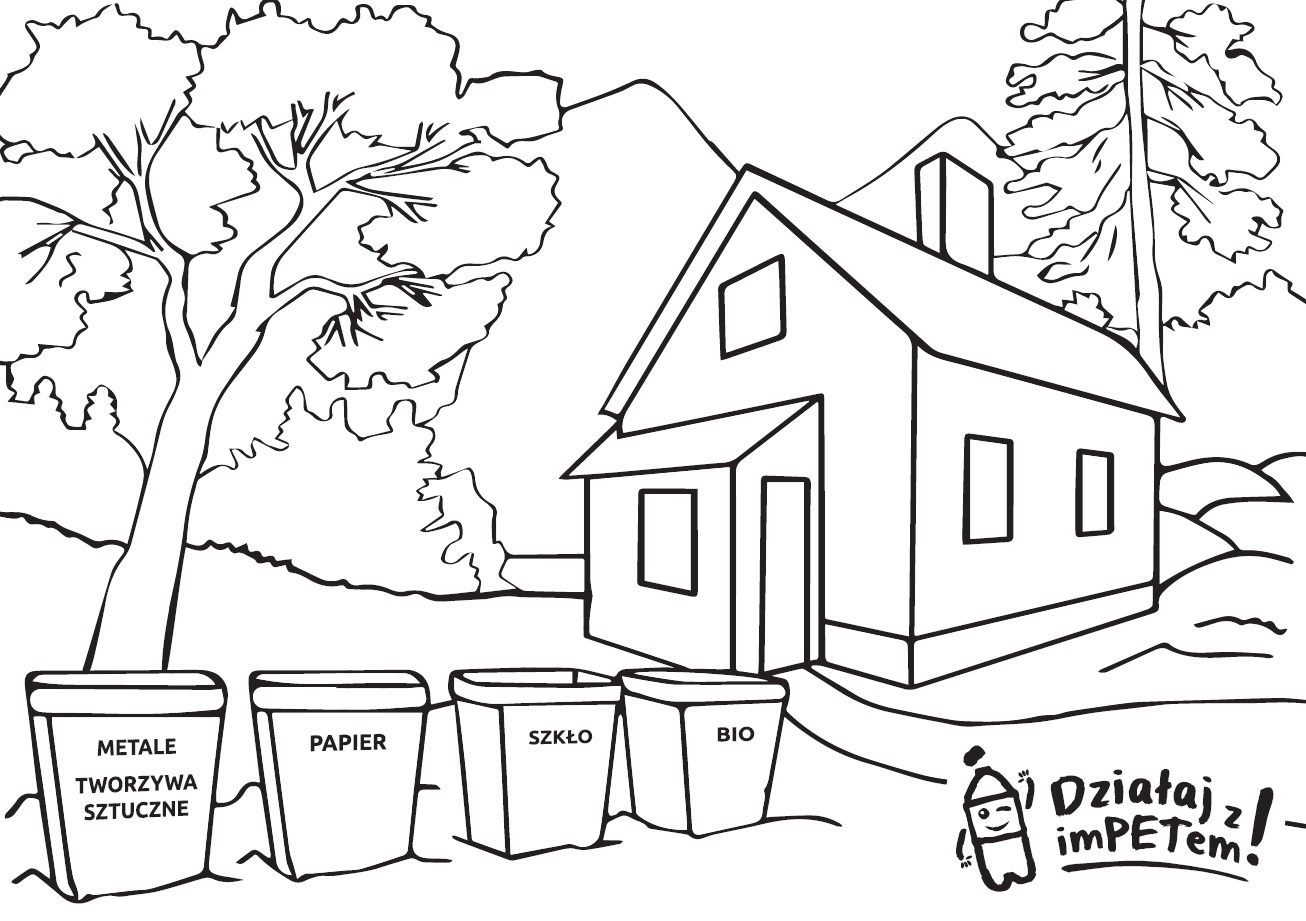 METALE
TWORZYWA
SZTUCZNE
PAPIER
SZKŁO
BIO
Działaj z
imPETem!